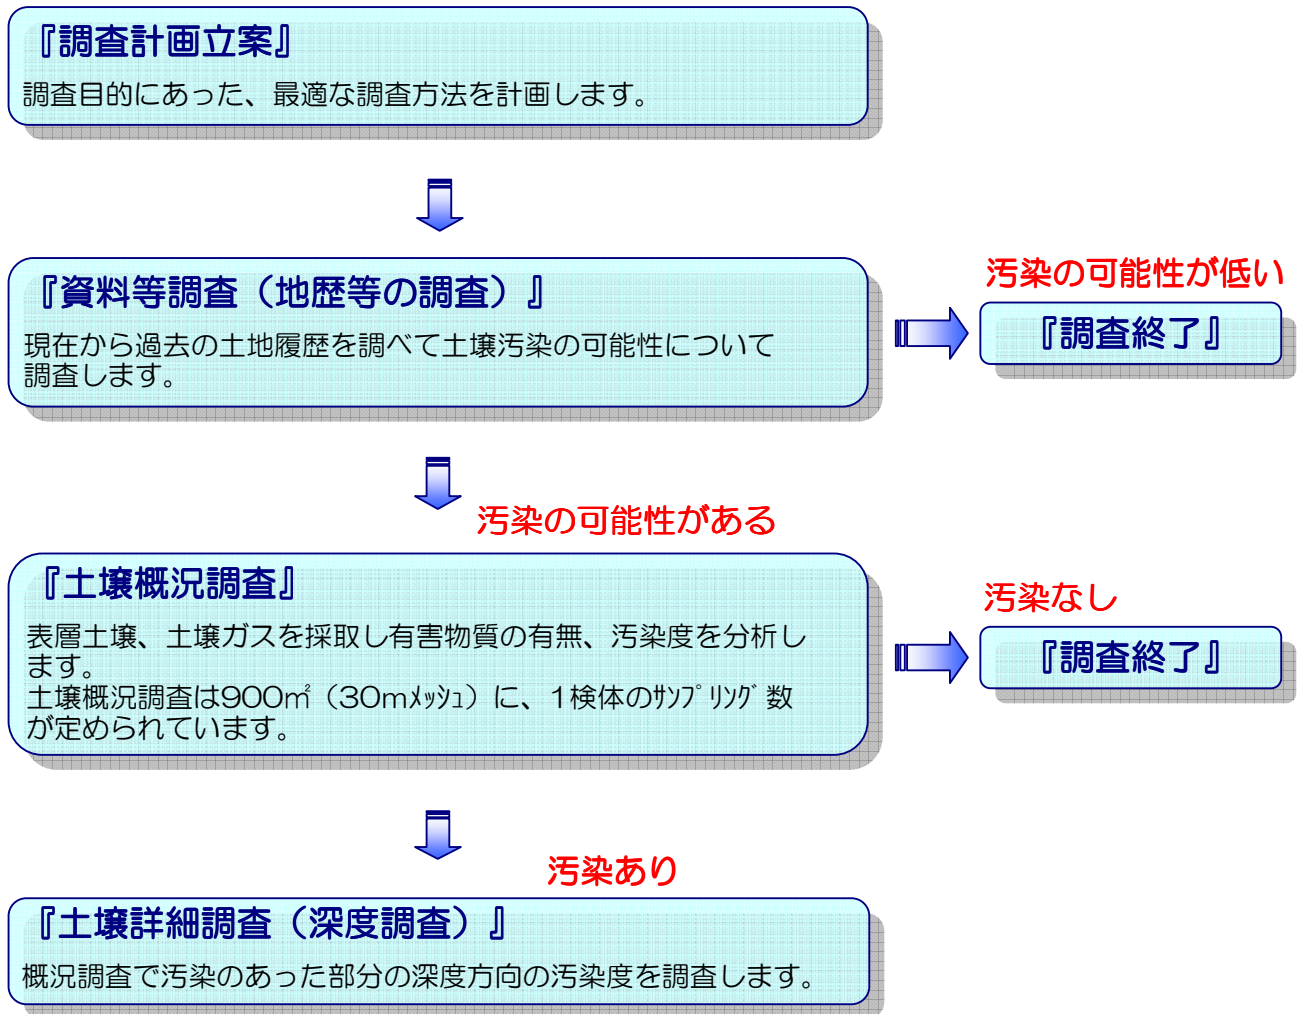 『調査計画立案』
調査目的にあった、最適な調査方法を計画します。
『資料等調査（地歴等の調査）』
現在から過去の土地履歴を調べて土壌汚染の可能性について
調査します。
汚染の可能性が低い
『調査終了』
汚染の可能性がある
『土壌概況調査』
表層土壌、土壌ガスを採取し有害物質の有無、汚染度を分析し
ます。
土壌概況調査は900㎡（30mﾒｯｼｭ）に、1検体のｻﾝﾌﾟﾘﾝｸﾞ数
が定められています。
汚染なし
『調査終了』
汚染あり
『土壌詳細調査（深度調査）』
概況調査で汚染のあった部分の深度方向の汚染度を調査します。